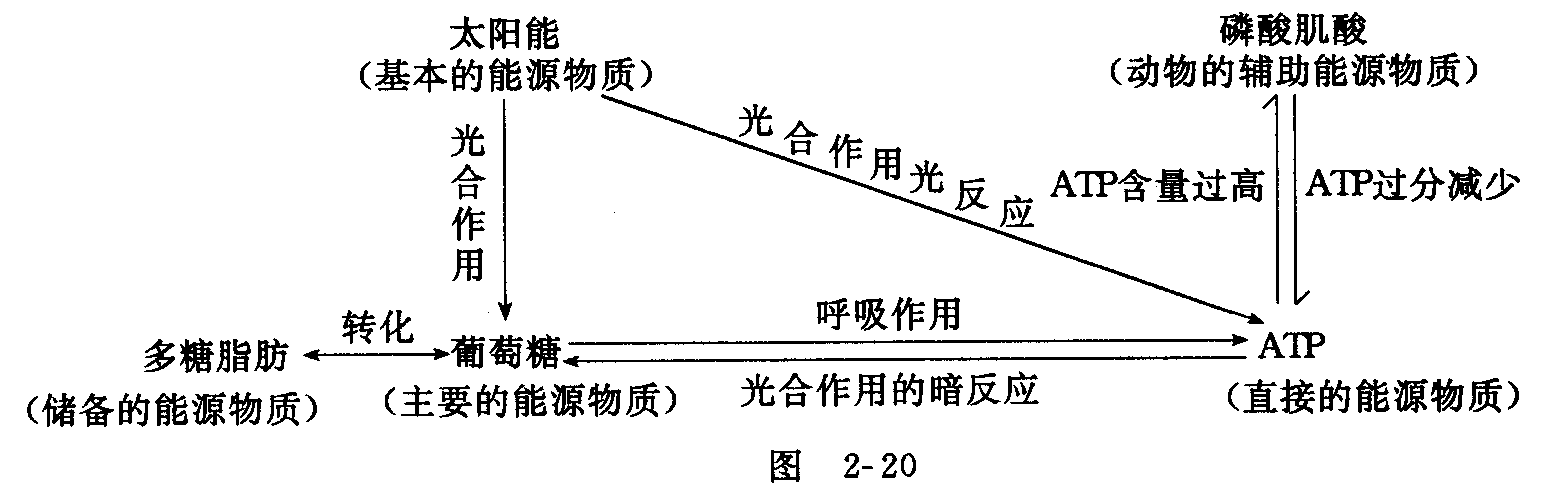 太阳能
(基本的能源物质)
磷酸肌酸
(动物的辅助能源物质)
光合作用
光合作用光反应
ATP含量过高
ATP过分减少
转化
呼吸作用
多糖脂肪
葡萄糖
ATP
(储备的能源物质)
(主要的能源物质)
光合作用的暗反应
(直接的能源物质)
图 2-20